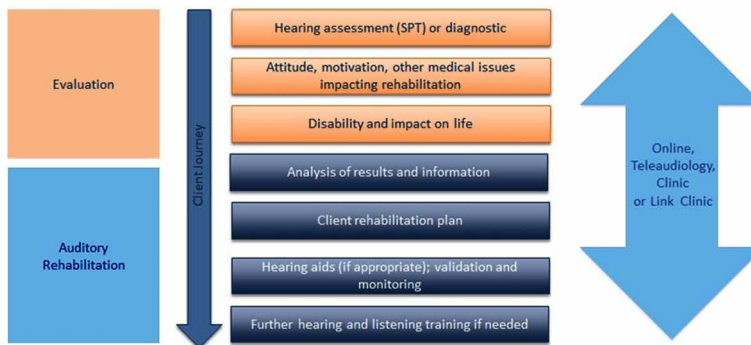 Evaluation
Auditory
Rehabilitation
Client Journey
Hearing assessment (SPT) or diagnostic
Attitude, motivation, other medical issues
impacting rehabilitation
Disability and impact on life
Analysis of results and information
Client rehabilitation plan
Hearing aids (if appropriate); validation and
monitoring
Further hearing and listening training if needed
Online,
Teleaudiology,
Clinic
or Link Clinic